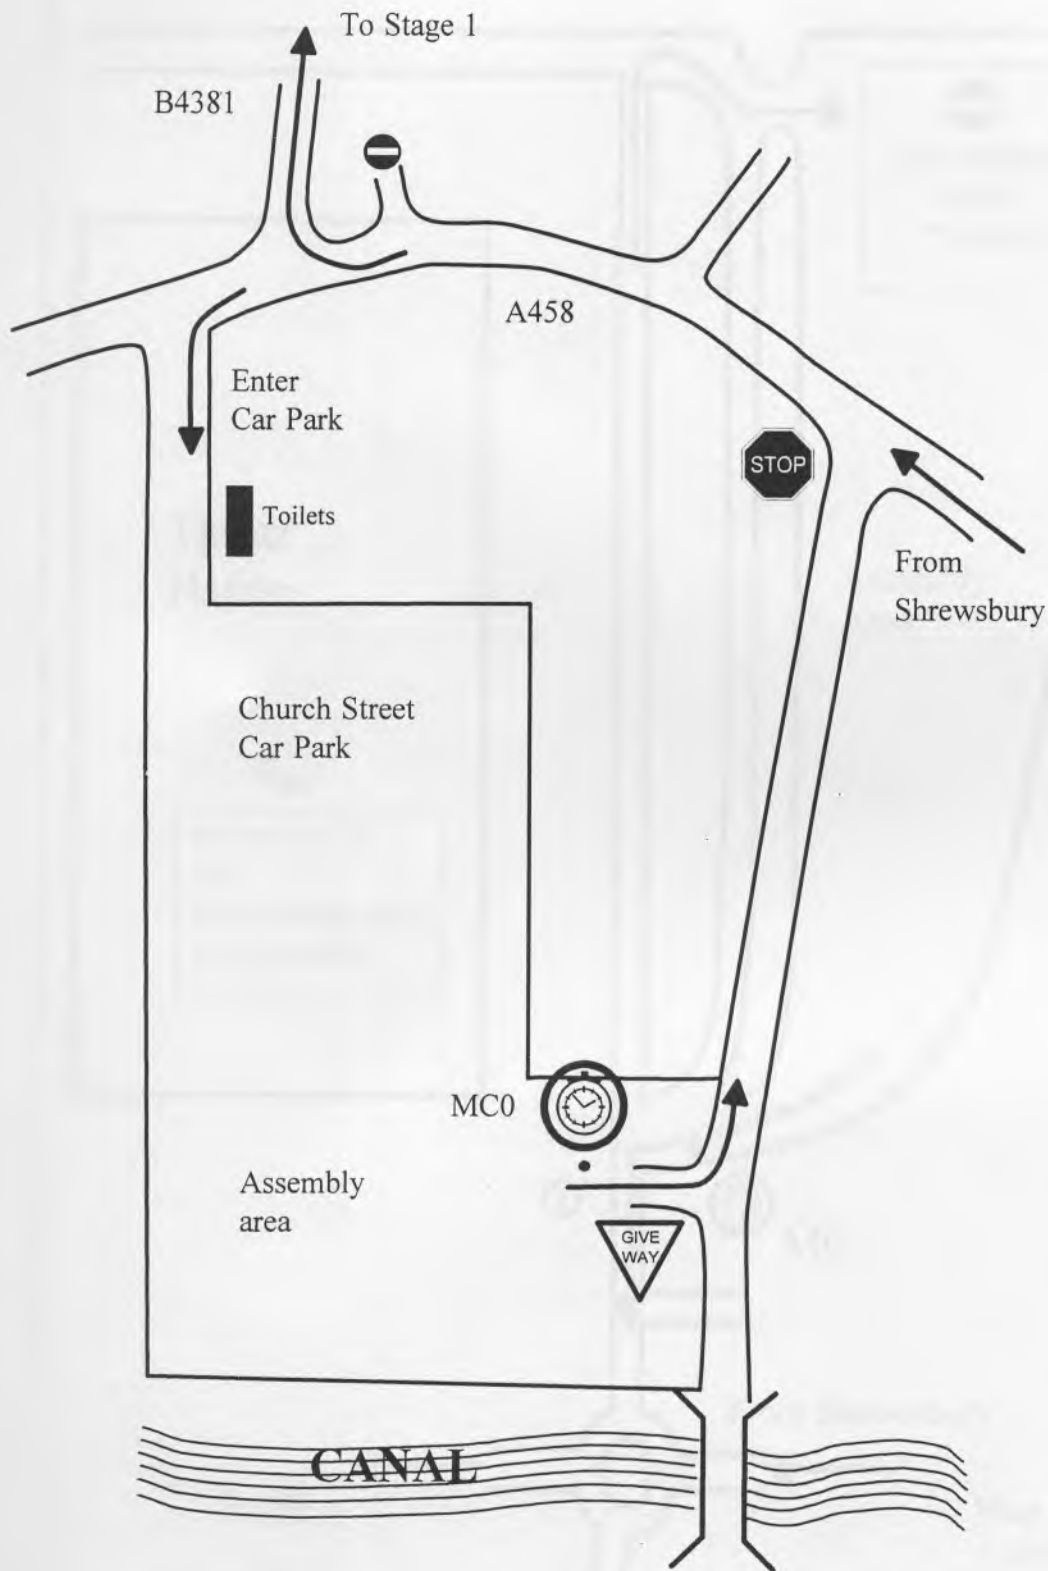 To Stage 1
B4381
A458
Enter
Car Park
STOP
Toilets
From
Shrewsbury
Church Street
Car Park
MC0
Assembly
area
GIVE
WAY
CANAL